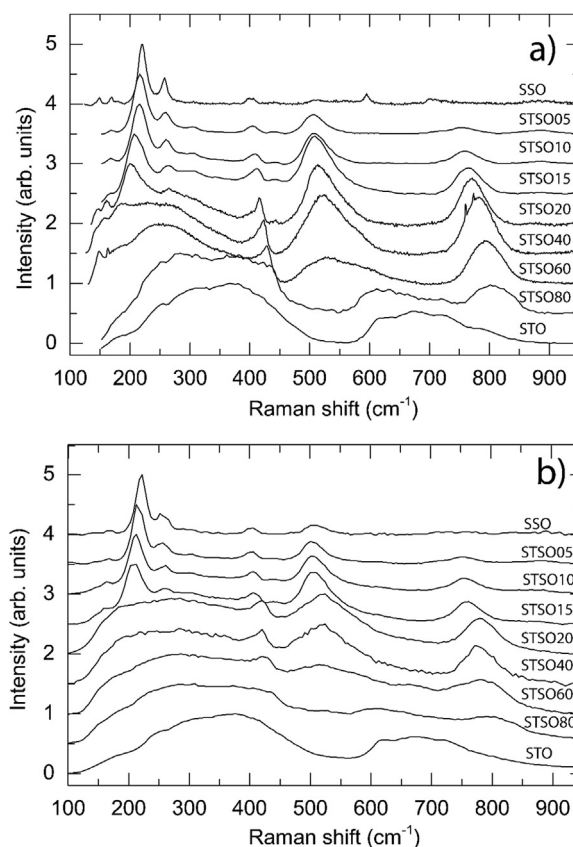 a)
5
4
3
2
1
0
Intensity (arb. units)
SSO
STSO05
STSO10
STSO15
STSO20
STSO40
STSO60
STSO80
STO
100 200 300 400 500 600 700 800 900
Raman shift (cm-1)
b)
5
4
3
2
1
0
Intensity (arb. units)
SSO
STSO05
STSO10
STSO15
STSO20
STSO40
STSO60
STSO80
STO
100 200 300 400 500 600 700 800 900
Raman shift (cm-1)